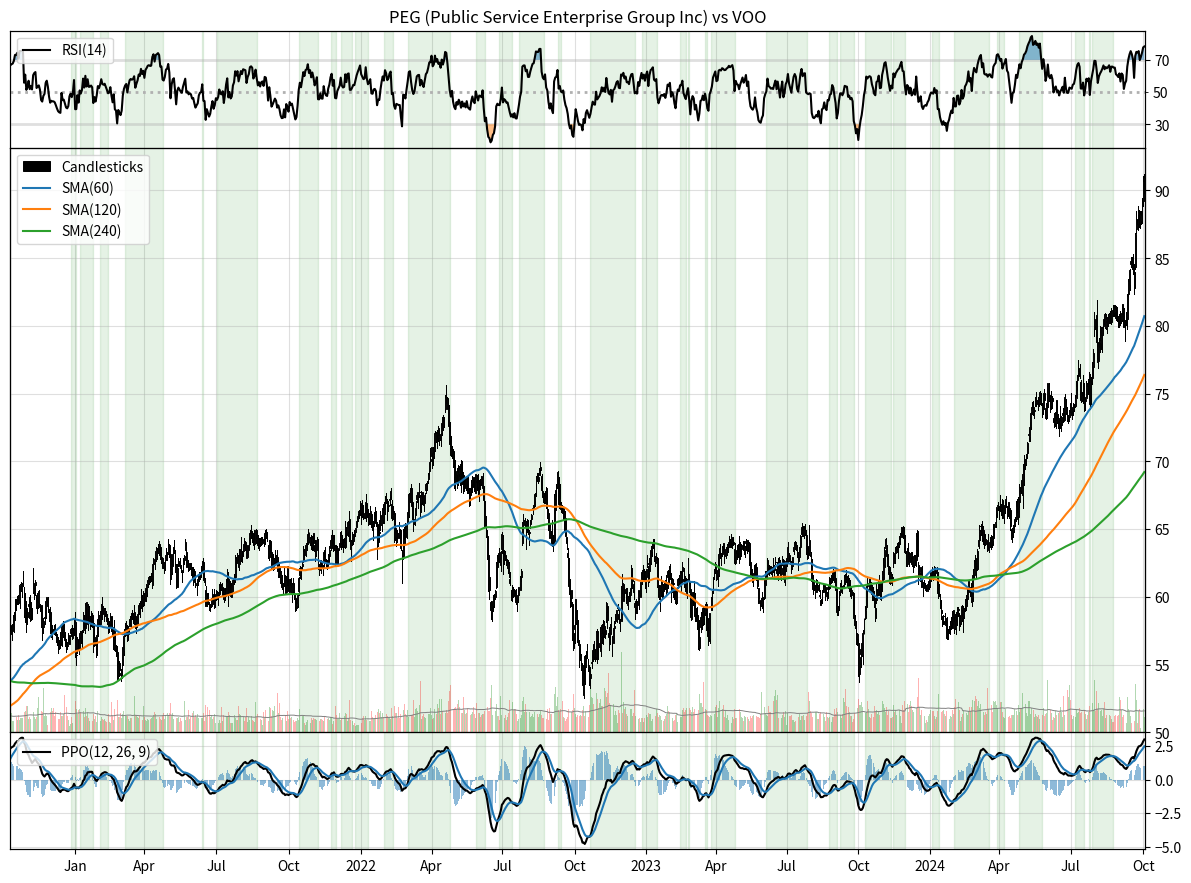 PEG (Public Service Enterprise Group Inc) vs VOO
RSI(14)
70
50
30
Candlesticks
SMA(60)
SMA(120)
SMA(240)
90
85
80
75
70
65
60
55
50
PPO(12, 26, 9)
2.5
0.0
−2.5
−5.0
Jan Apr Jul Oct 2022 Apr Jul Oct 2023 Apr Jul Oct 2024 Apr Jul Oct